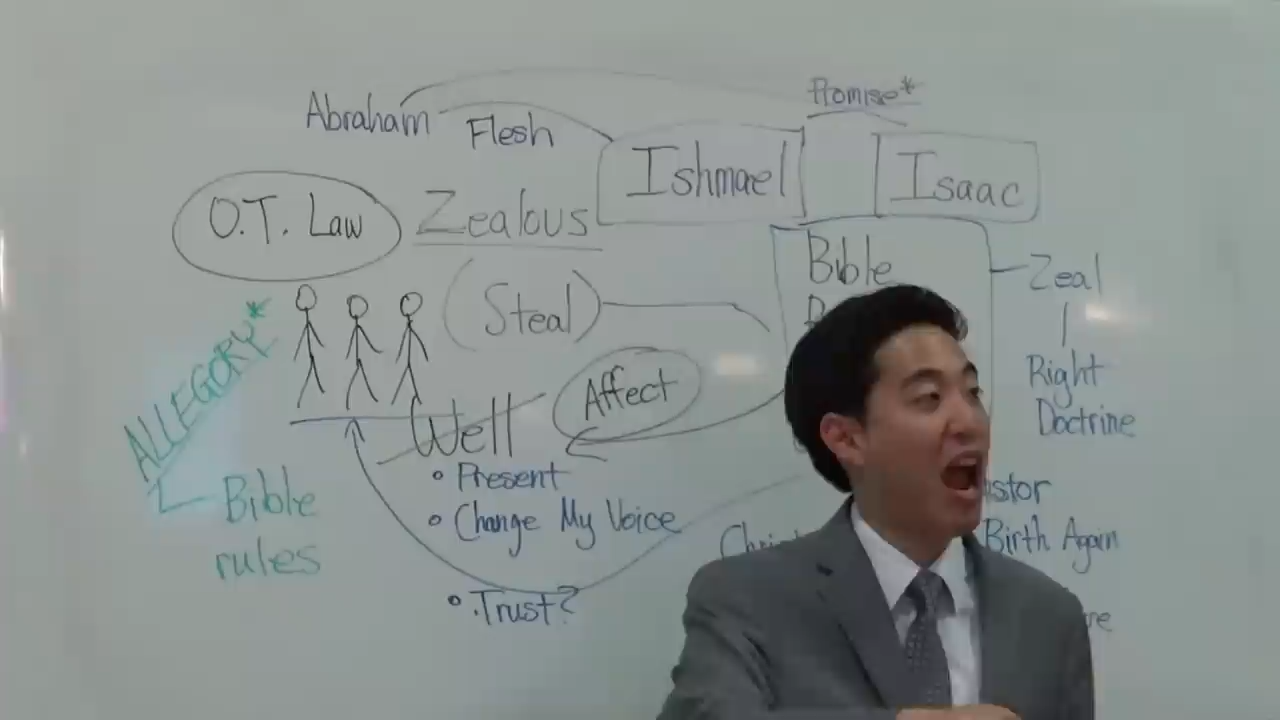 Promise*
Abraham
Flesh
Ishmael
Isaac
O.T. Law
Zealous
Bible
Zeal
(Steal)
ALLEGORY*
Right
Doctrine
Affect
Well
• Present
Bible
rules
• Change My Voice
Birth Again
• Trust?